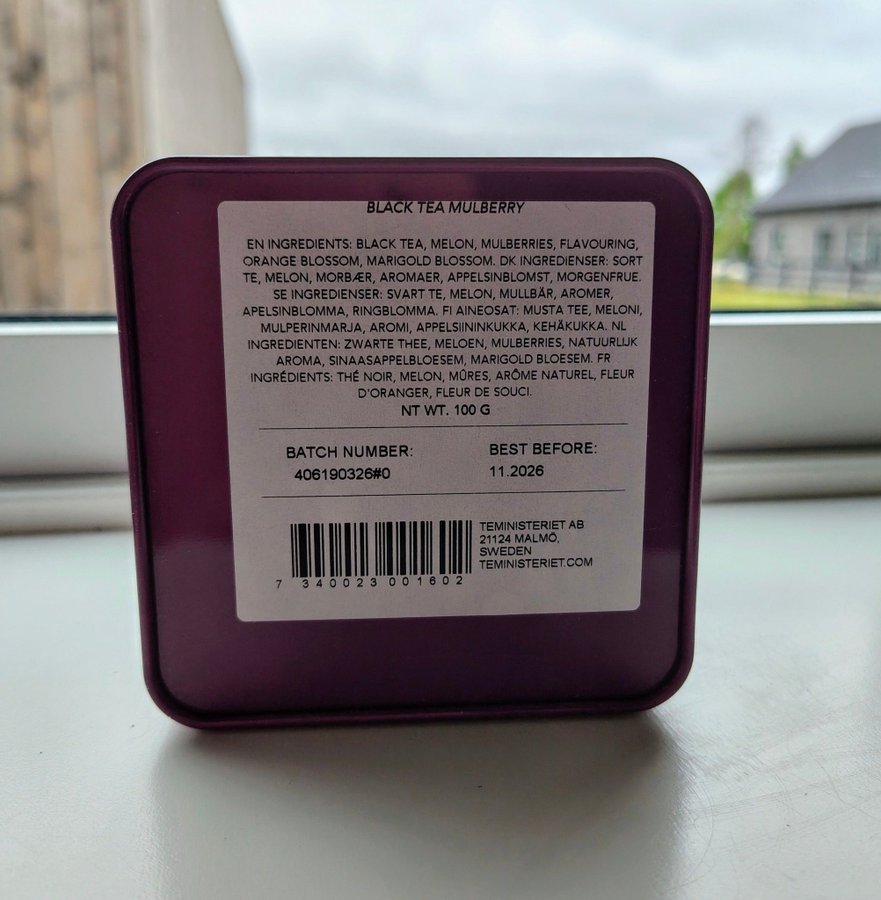 BLACK TEA MULBERRY
EN INGREDIENTS: BLACK TEA, MELON, MULBERRIES, FLAVOURING,
ORANGE BLOSSOM, MARIGOLD BLOSSOM. DK INGREDIENSER: SORT
TE, MELON, MORBÆR, AROMAER, APPELSINBLOMST, MORGENFRUE.
SE INGREDIENSER: SVART TE, MELON, MULLBÄR, AROMER,
APELSINBLOMMA, RINGBLOMMA. FI AINEOSAT: MUSTA TEE, MELONI,
MULPERINMARJA, AROMI, APPELSIININKUKKA, KEHÄKUKKA. NL
INGREDIENTEN: ZWARTE THEE, MELOEN, MULBERRIES, NATUURLIJK
AROMA, SINAASAPPELBLOESEM, MARIGOLD BLOESEM. FR
INGRÉDIENTS: THÉ NOIR, MELON, MÛRES, ARÔME NATUREL, FLEUR
D'ORANGER, FLEUR DE SOUCI.
NT WT. 100 G
BATCH NUMBER:
406190326#0
BEST BEFORE:
11.2026
TEMINISTERIET AB
21124 MALMÖ,
SWEDEN
TEMINISTERIET.COM
7 340023 001602